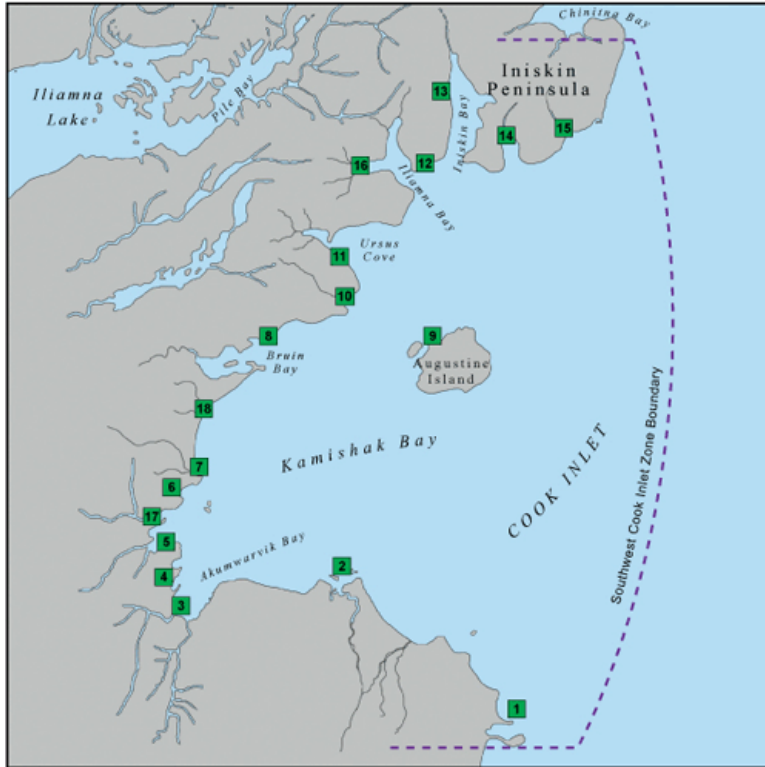 Chinitna Bay
Iniskin
Peninsula
Iliamna
Lake
Pile Bay
13
Iniskin Bay
14
15
16
12
Iliamna Bay
Ursus
Cove
11
10
8
9
Bruin
Bay
Augustine
Island
18
Kamishak Bay
COOK INLET
Southwest Cook Inlet Zone Boundary
7
6
17
5
Akumwarvik Bay
2
4
3
1